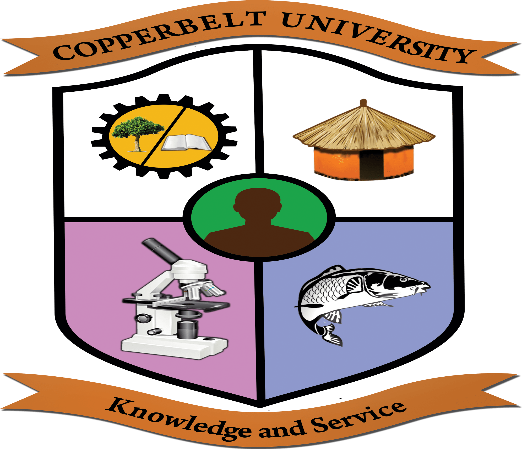 COPPERBELT UNIVERSITY
Knowledge and Service